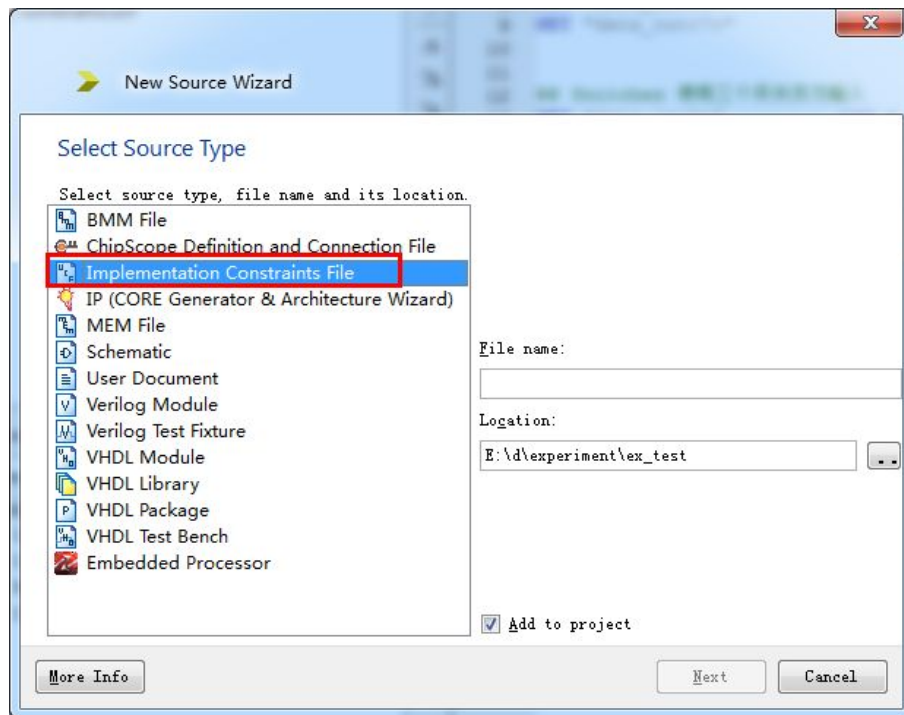 New Source Wizard
Select Source Type
Select source type, file name and its location.
BMM File
ChipScope Definition and Connection File
Implementation Constraints File
IP (CORE Generator & Architecture Wizard)
MEM File
Schematic
User Document
Verilog Module
Verilog Test Fixture
VHDL Module
VHDL Library
VHDL Package
VHDL Test Bench
Embedded Processor
File name:
Location:
E:\d\experiment\ex_test
..
Add to project
More Info
Next
Cancel